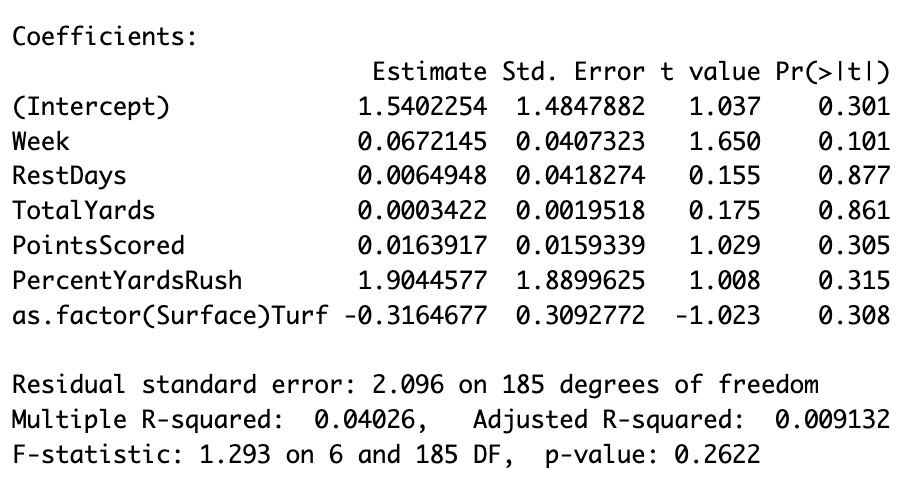 Coefficients:
Estimate Std. Error t value Pr(>|t|)
(Intercept) 1.5402254 1.4847882 1.037 0.301
Week 0.0672145 0.0407323 1.650 0.101
RestDays 0.0064948 0.0418274 0.155 0.877
TotalYards 0.0003422 0.0019518 0.175 0.861
PointsScored 0.0163917 0.0159339 1.029 0.305
PercentYardsRush 1.9044577 1.8899625 1.008 0.315
as.factor(Surface)Turf -0.3164677 0.3092772 -1.023 0.308
Residual standard error: 2.096 on 185 degrees of freedom
Multiple R-squared: 0.04026, Adjusted R-squared: 0.009132
F-statistic: 1.293 on 6 and 185 DF, p-value: 0.2622